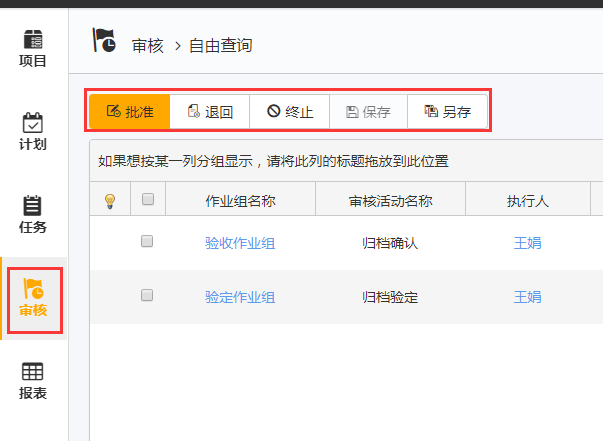 审核 > 自由查询
项目
计划
任务
审核
报表
批准 退回 终止 保存 另存
如果想按某一列分组显示，请将此列的标题拖放到此位置
作业组名称 审核活动名称 执行人
验收作业组 归档确认 王娟
验定作业组 归档验定 王娟